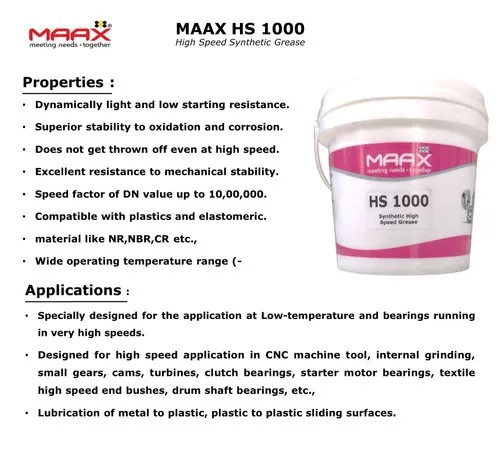 MAAX
meeting needs • together
MAAX HS 1000
High Speed Synthetic Grease
Properties :
• Dynamically light and low starting resistance.
• Superior stability to oxidation and corrosion.
• Does not get thrown off even at high speed.
• Excellent resistance to mechanical stability.
• Speed factor of DN value up to 10,00,000.
• Compatible with plastics and elastomeric.
• material like NR,NBR,CR etc.,
• Wide operating temperature range (-
MAAX
meeting needs • together
HS 1000
Synthetic High
Speed Grease
Applications :
• Specially designed for the application at Low-temperature and bearings running
in very high speeds.
• Designed for high speed application in CNC machine tool, internal grinding,
small gears, cams, turbines, clutch bearings, starter motor bearings, textile
high speed end bushes, drum shaft bearings, etc.,
• Lubrication of metal to plastic, plastic to plastic sliding surfaces.